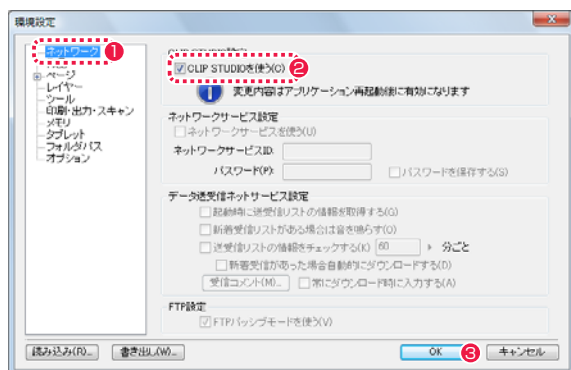 環境設定
ネットワーク
1
ページ
レイヤー
ツール
印刷・出力・スキャン
メモリ
タブレット
フォルダパス
オプション
CLIP STUDIO設定
CLIP STUDIOを使う(C)
2
変更内容はアプリケーション再起動後に有効になります
ネットワークサービス設定
ネットワークサービスを使う(U)
ネットワークサービスID:
パスワード(P):
パスワードを保存する(S)
データ送受信ネットサービス設定
起動時に送受信リストの情報を取得する(G)
新着受信リストがある場合は音を鳴らす(O)
送受信リストの情報をチェックする(K) 60 分ごと
新着受信があった場合自動的にダウンロードする(D)
受信コメント(M)... 常にダウンロード時に入力する(A)
FTP設定
FTPパッシブモードを使う(V)
読み込み(R)... 書き出し(W)... OK 3 キャンセル